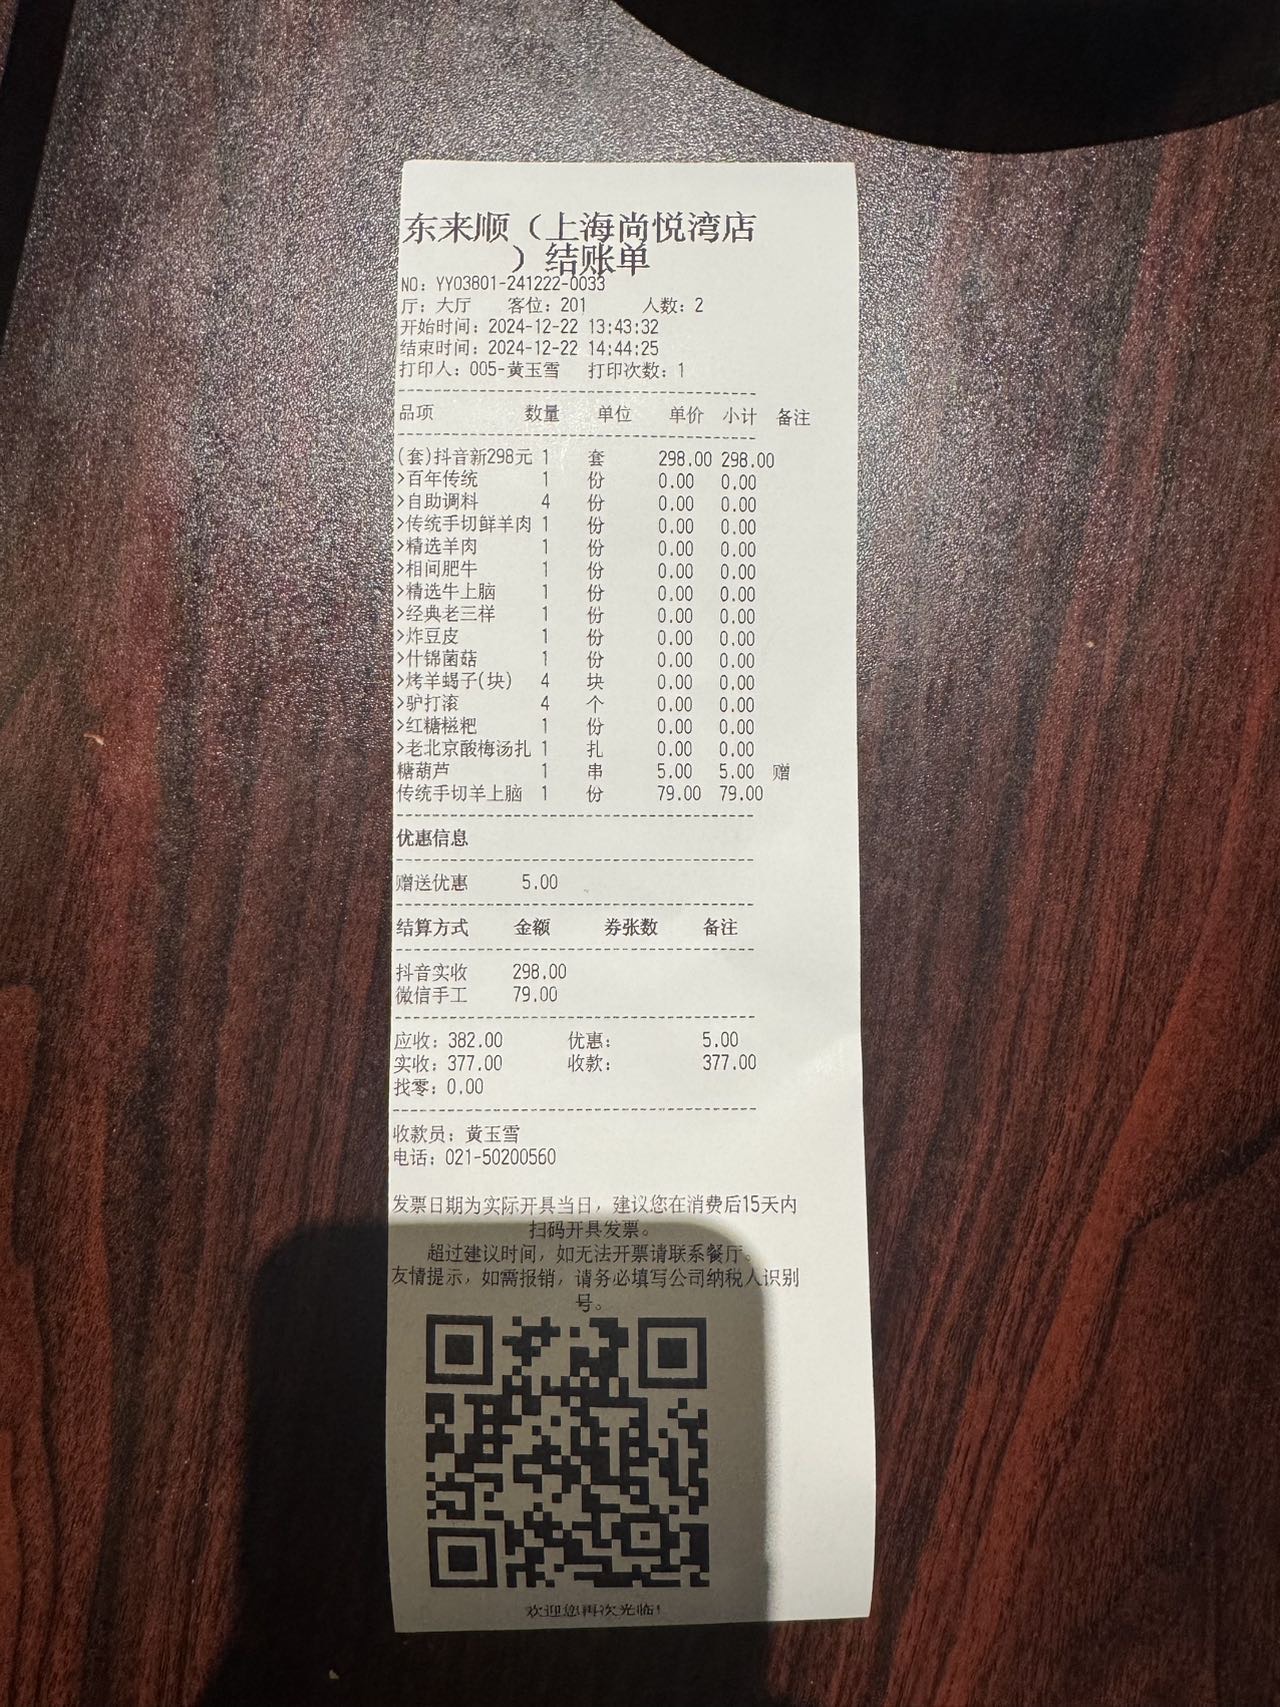 东来顺（上海尚悦湾店
）结账单
NO: YY03801-241222-0033
厅: 大厅 客位: 201 人数: 2
开始时间: 2024-12-22 13:43:32
结束时间: 2024-12-22 14:44:25
打印人: 005-黄玉雪 打印次数: 1
品项 数量 单位 单价 小计 备注
(套)抖音新298元 1 套 298.00 298.00
>百年传统 1 份 0.00 0.00
>自助调料 4 份 0.00 0.00
>传统手切鲜羊肉 1 份 0.00 0.00
>精选羊肉 1 份 0.00 0.00
>相间肥牛 1 份 0.00 0.00
>精选牛上脑 1 份 0.00 0.00
>经典老三样 1 份 0.00 0.00
>炸豆皮 1 份 0.00 0.00
>什锦菌菇 1 份 0.00 0.00
>烤羊蝎子(块) 4 块 0.00 0.00
>驴打滚 4 个 0.00 0.00
>红糖糍粑 1 份 0.00 0.00
>老北京酸梅汤扎 1 扎 0.00 0.00
糖葫芦 1 串 5.00 5.00 赠
传统手切羊上脑 1 份 79.00 79.00
优惠信息
赠送优惠 5.00
结算方式 金额 券张数 备注
抖音实收 298.00
微信手工 79.00
应收: 382.00 优惠: 5.00
实收: 377.00 收款: 377.00
找零: 0.00
收款员: 黄玉雪
电话: 021-50200560
发票日期为实际开具当日，建议您在消费后15天内
扫码开具发票。
超过建议时间，如无法开票请联系餐厅。
友情提示，如需报销，请务必填写公司纳税人识别
号。
欢迎您再次光临!